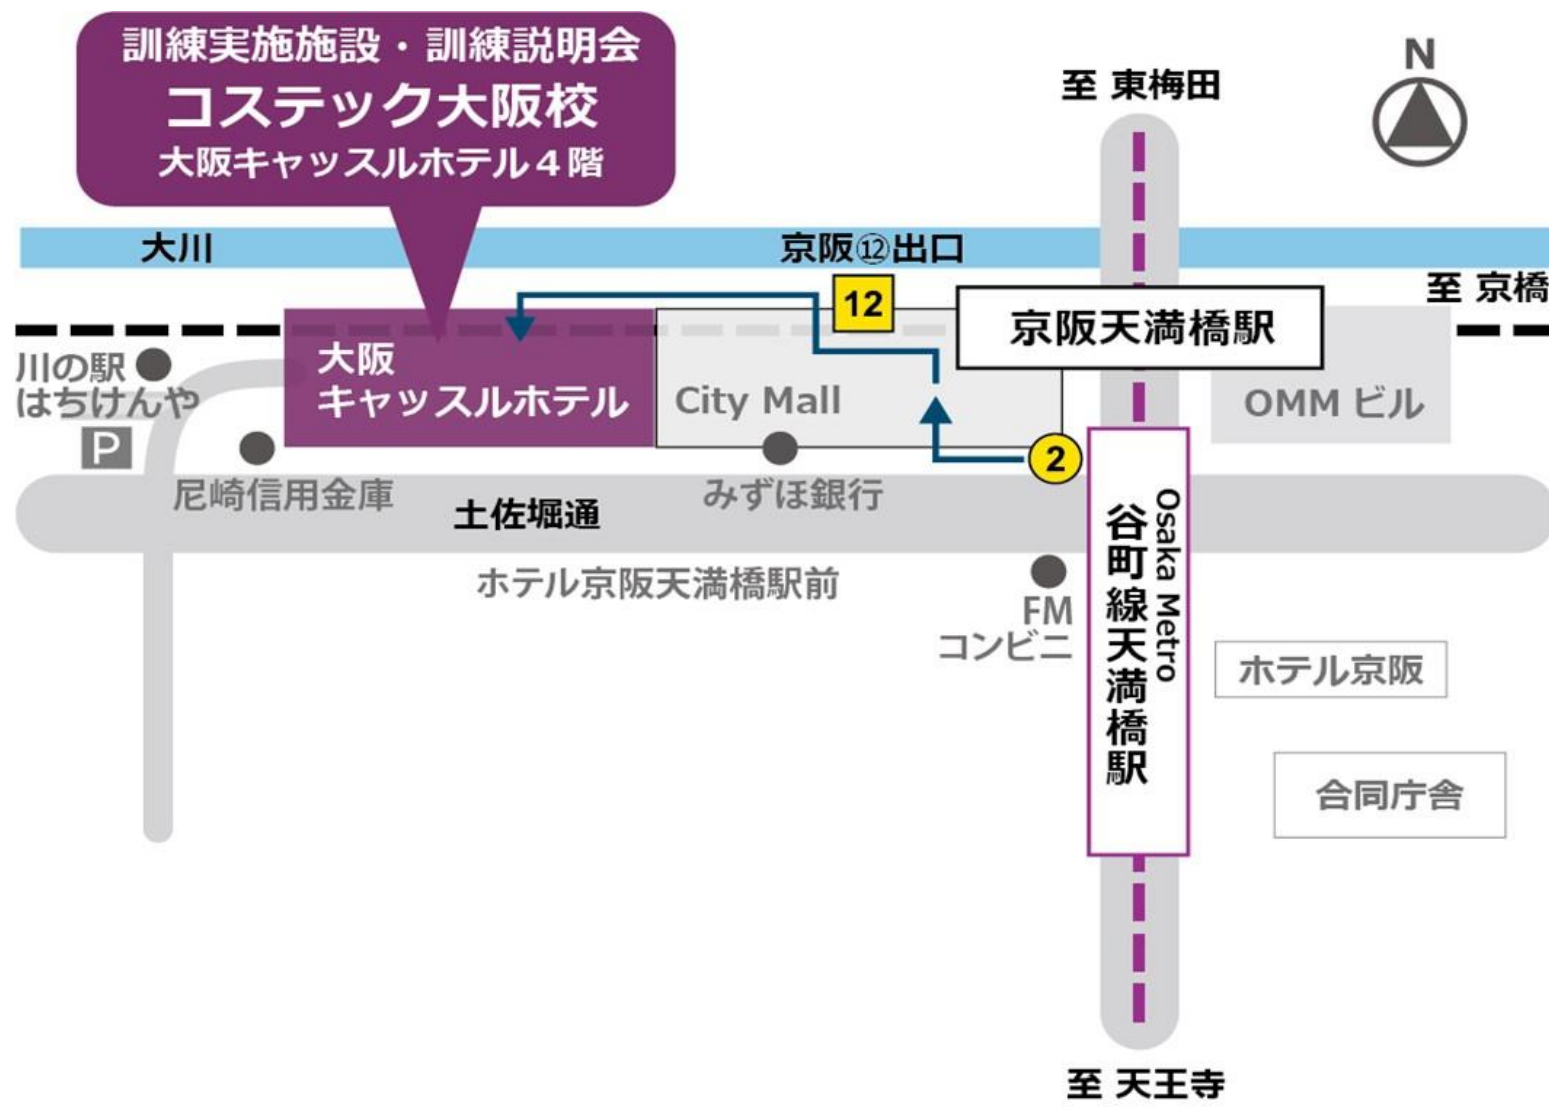 訓練実施施設・訓練説明会
コステック大阪校
大阪キャッスルホテル4階
至 東梅田
N
大川
京阪⑫出口
至 京橋
12
京阪天満橋駅
川の駅
はちけんや
P
大阪
キャッスルホテル
City Mall
OMM ビル
2
尼崎信用金庫
みずほ銀行
土佐堀通
Osaka Metro
谷町線天満橋駅
ホテル京阪天満橋駅前
FM
コンビニ
ホテル京阪
合同庁舎
至 天王寺